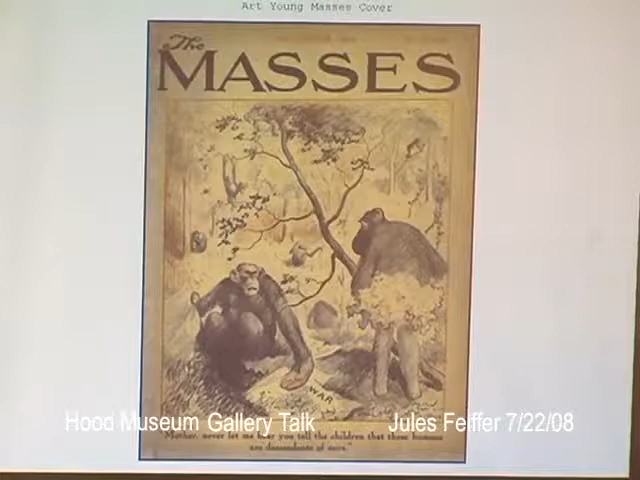 Art Young Masses Cover
The
MASSES
WAR
Hood Museum Gallery Talk
Jules Feiffer 7/22/08
"Mother, never let me hear you tell the children that these humans
are descendants of ours."